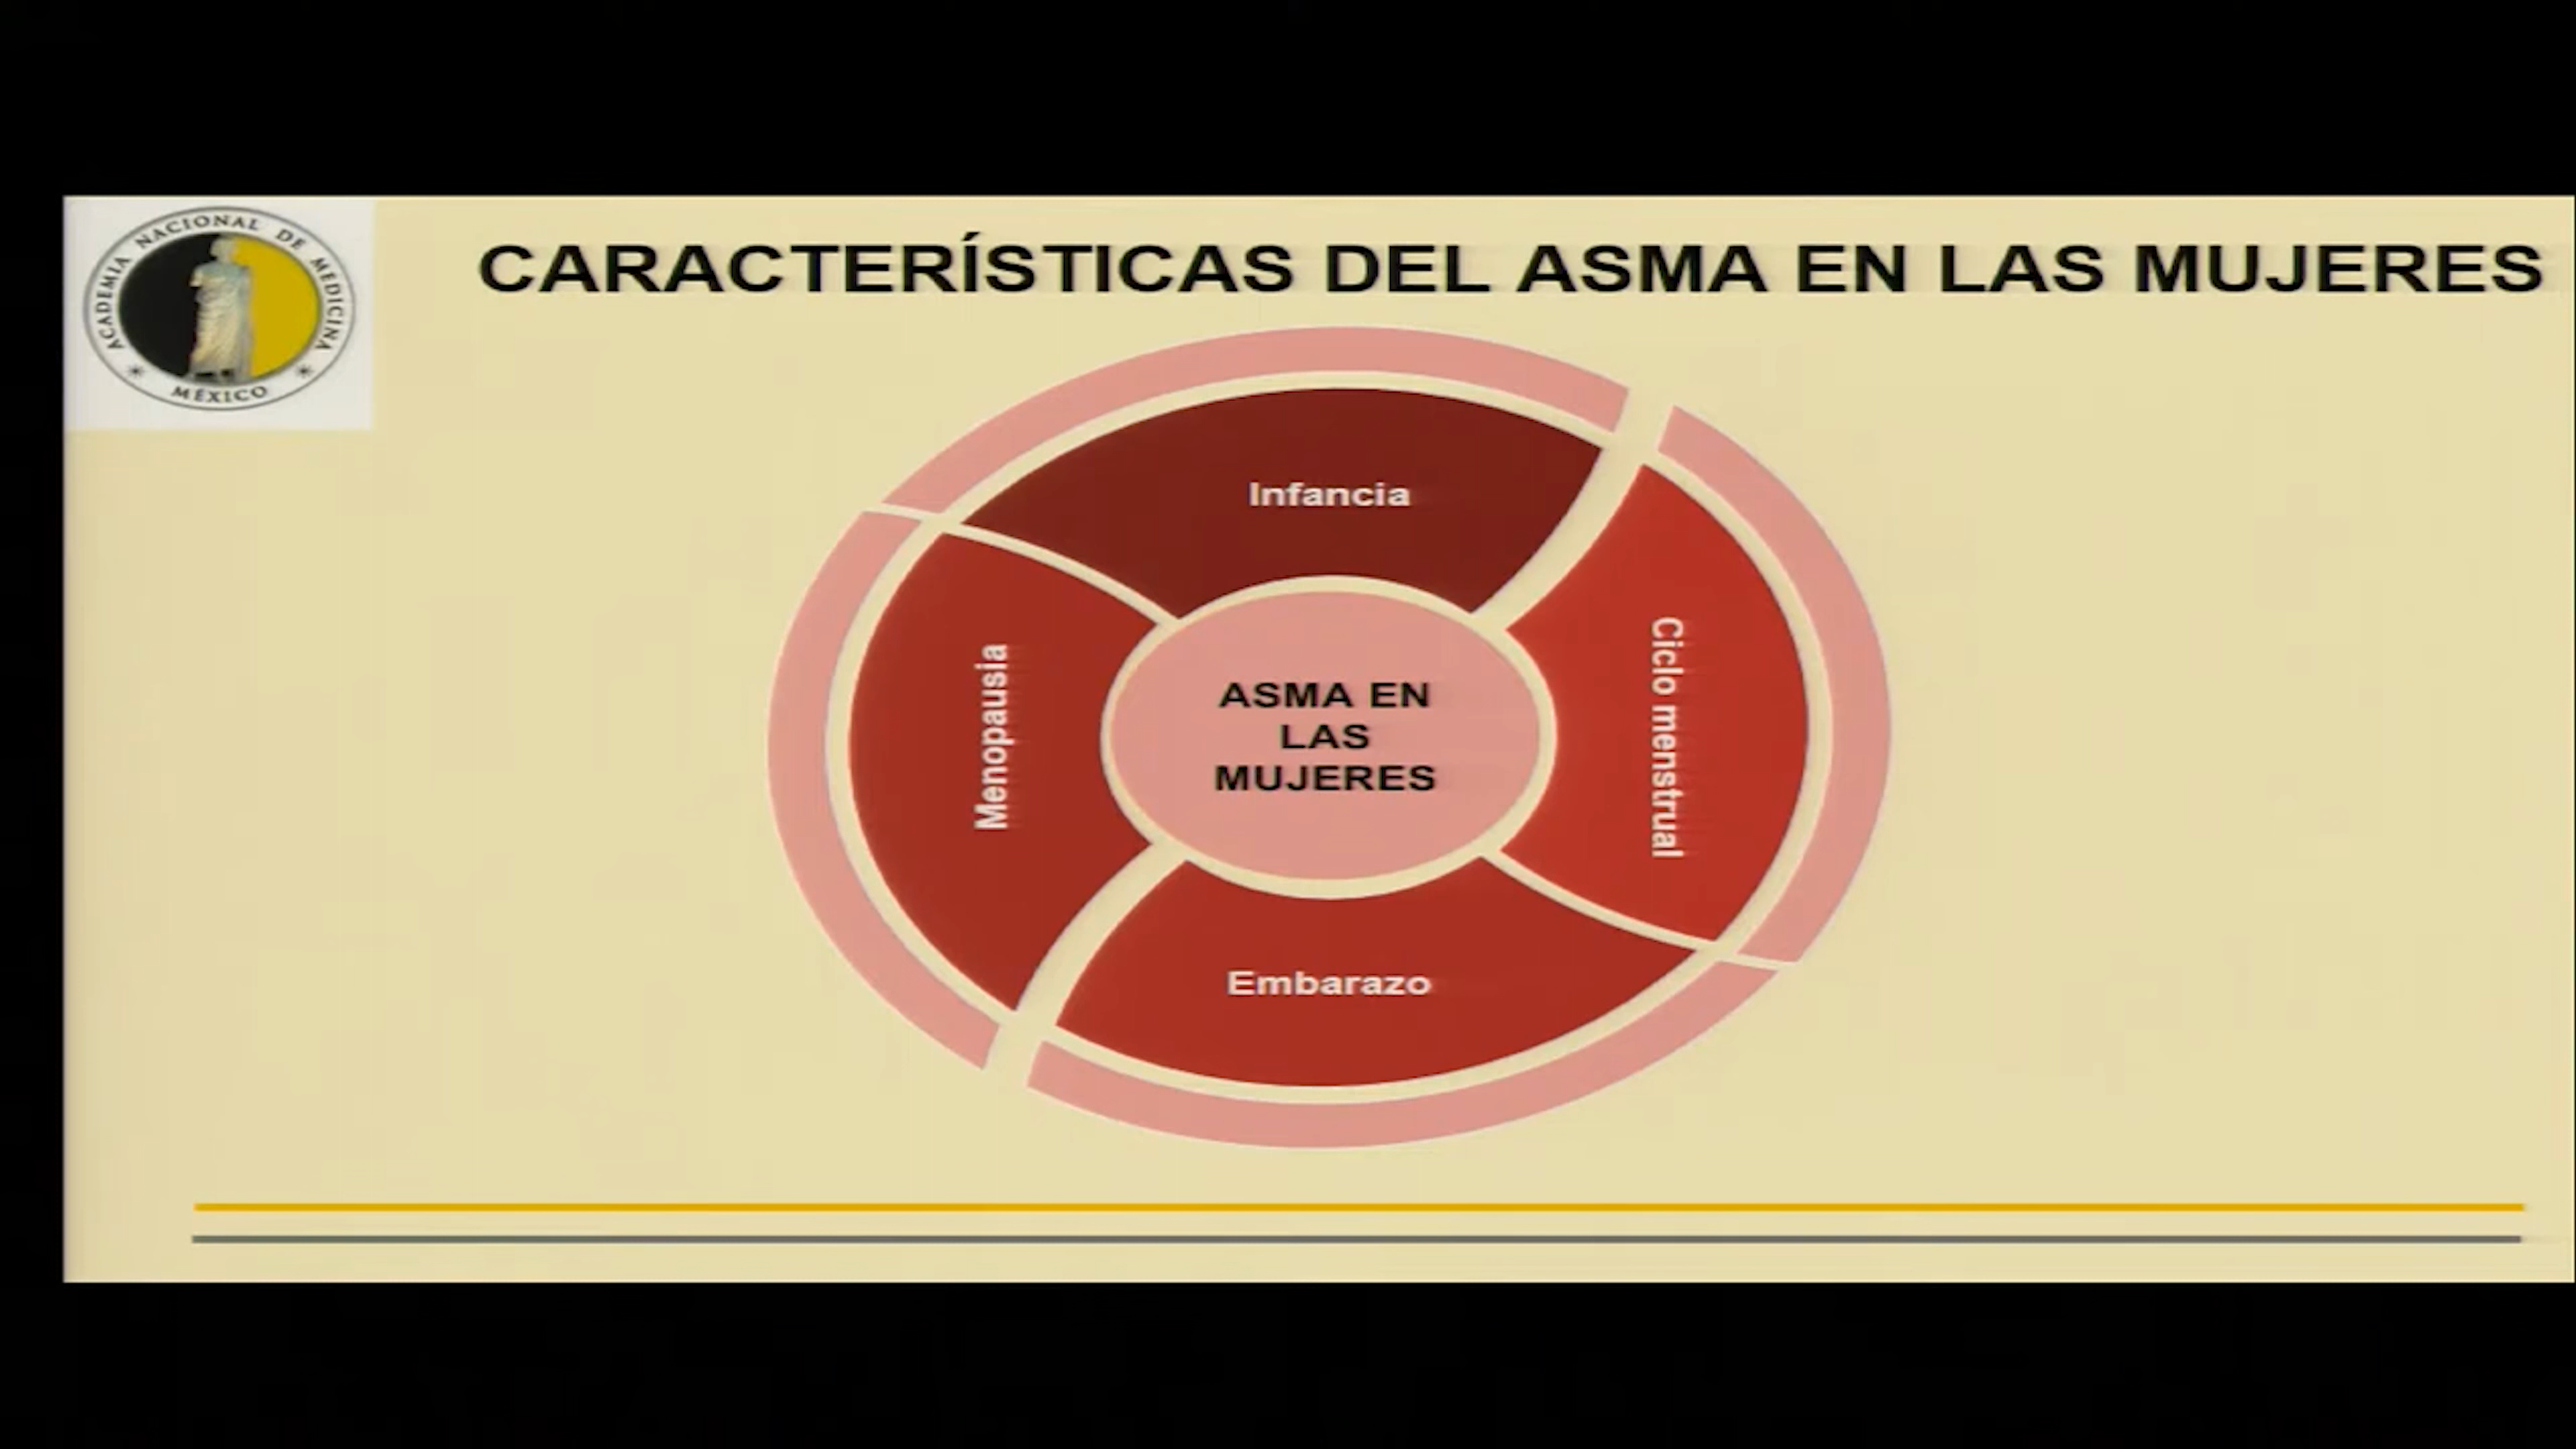 ACADEMIA NACIONAL DE MEDICINA
MÉXICO
CARACTERÍSTICAS DEL ASMA EN LAS MUJERES
Infancia
Ciclo menstrual
Embarazo
Menopausia
ASMA EN
LAS
MUJERES